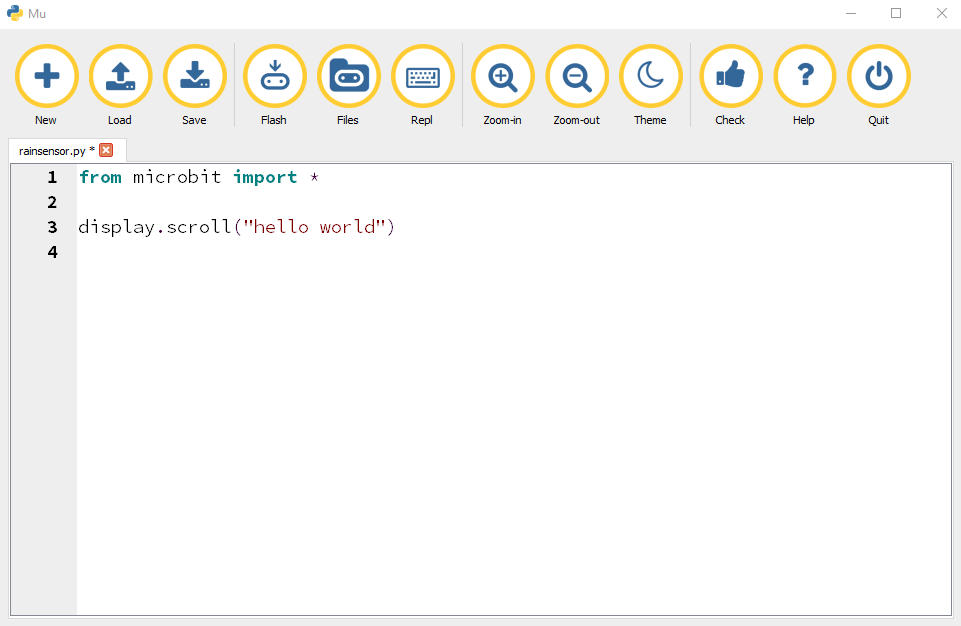 Mu
New Load Save Flash Files Repl Zoom-in Zoom-out Theme Check Help Quit
rainsensor.py *
1 from microbit import *
2
3 display.scroll("hello world")
4